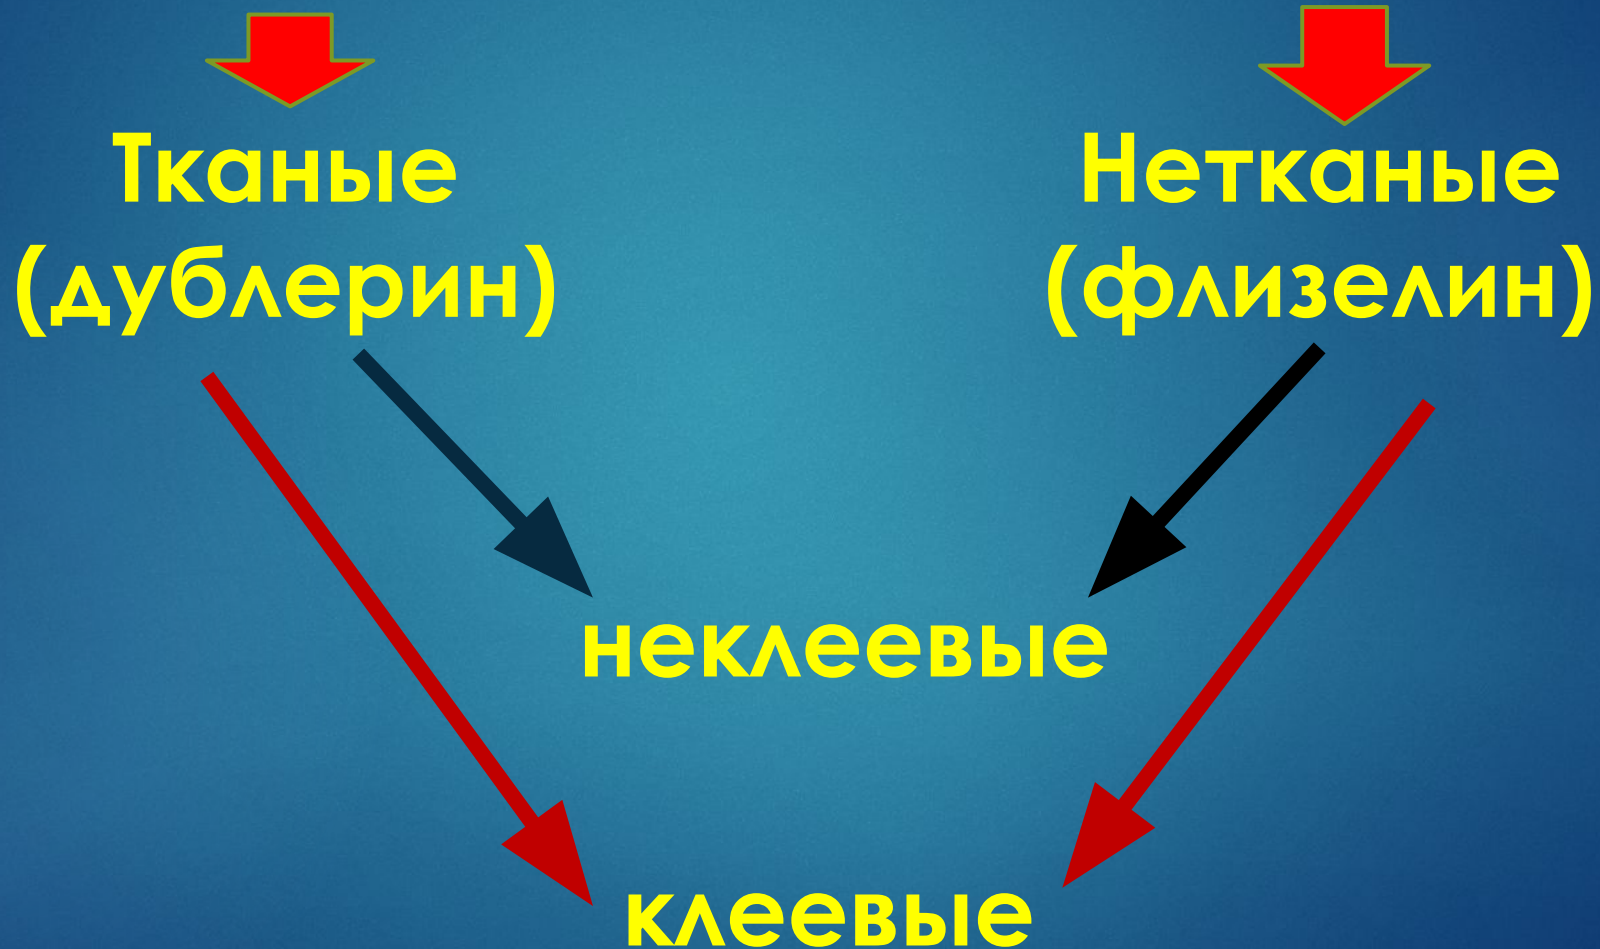 Тканые
(дублерин)
Нетканые
(флизелин)
неклеевые
клеевые